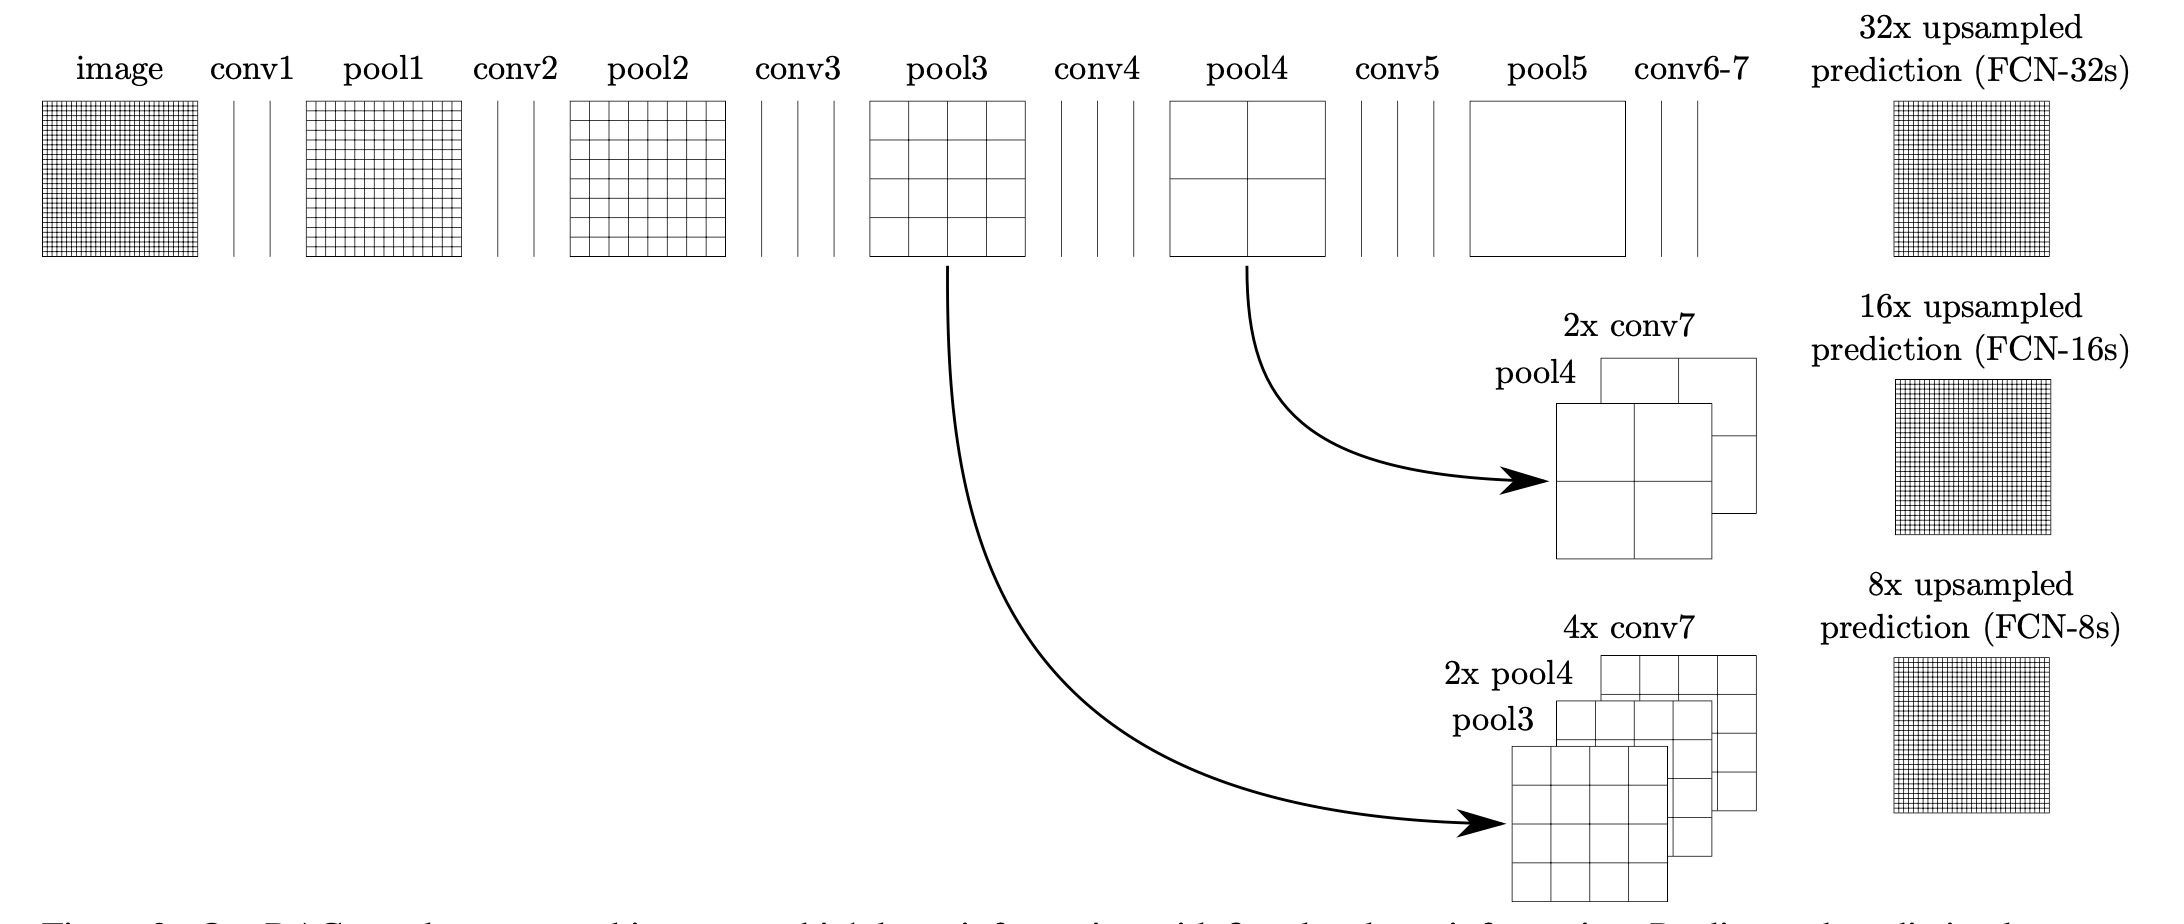 image conv1 pool1 conv2 pool2 conv3 pool3 conv4 pool4 conv5 pool5 conv6-7
32x upsampled
prediction (FCN-32s)
2x conv7
pool4
16x upsampled
prediction (FCN-16s)
4x conv7
2x pool4
pool3
8x upsampled
prediction (FCN-8s)